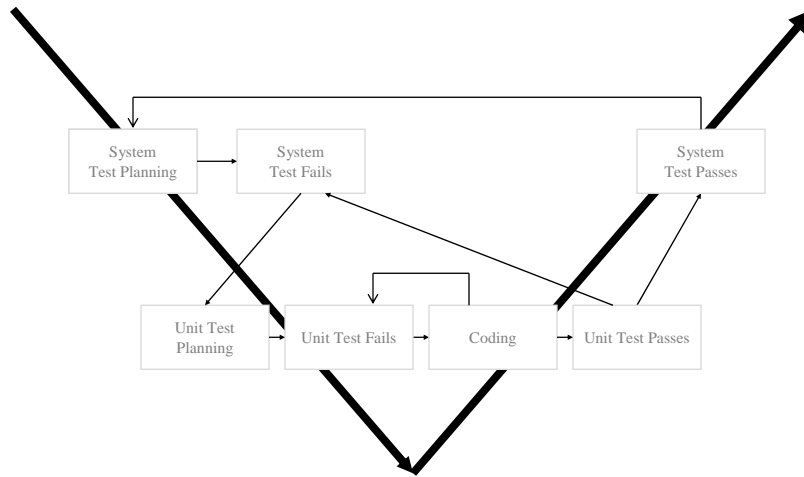 System
Test Planning
System
Test Fails
System
Test Passes
Unit Test
Planning
Unit Test Fails
Coding
Unit Test Passes